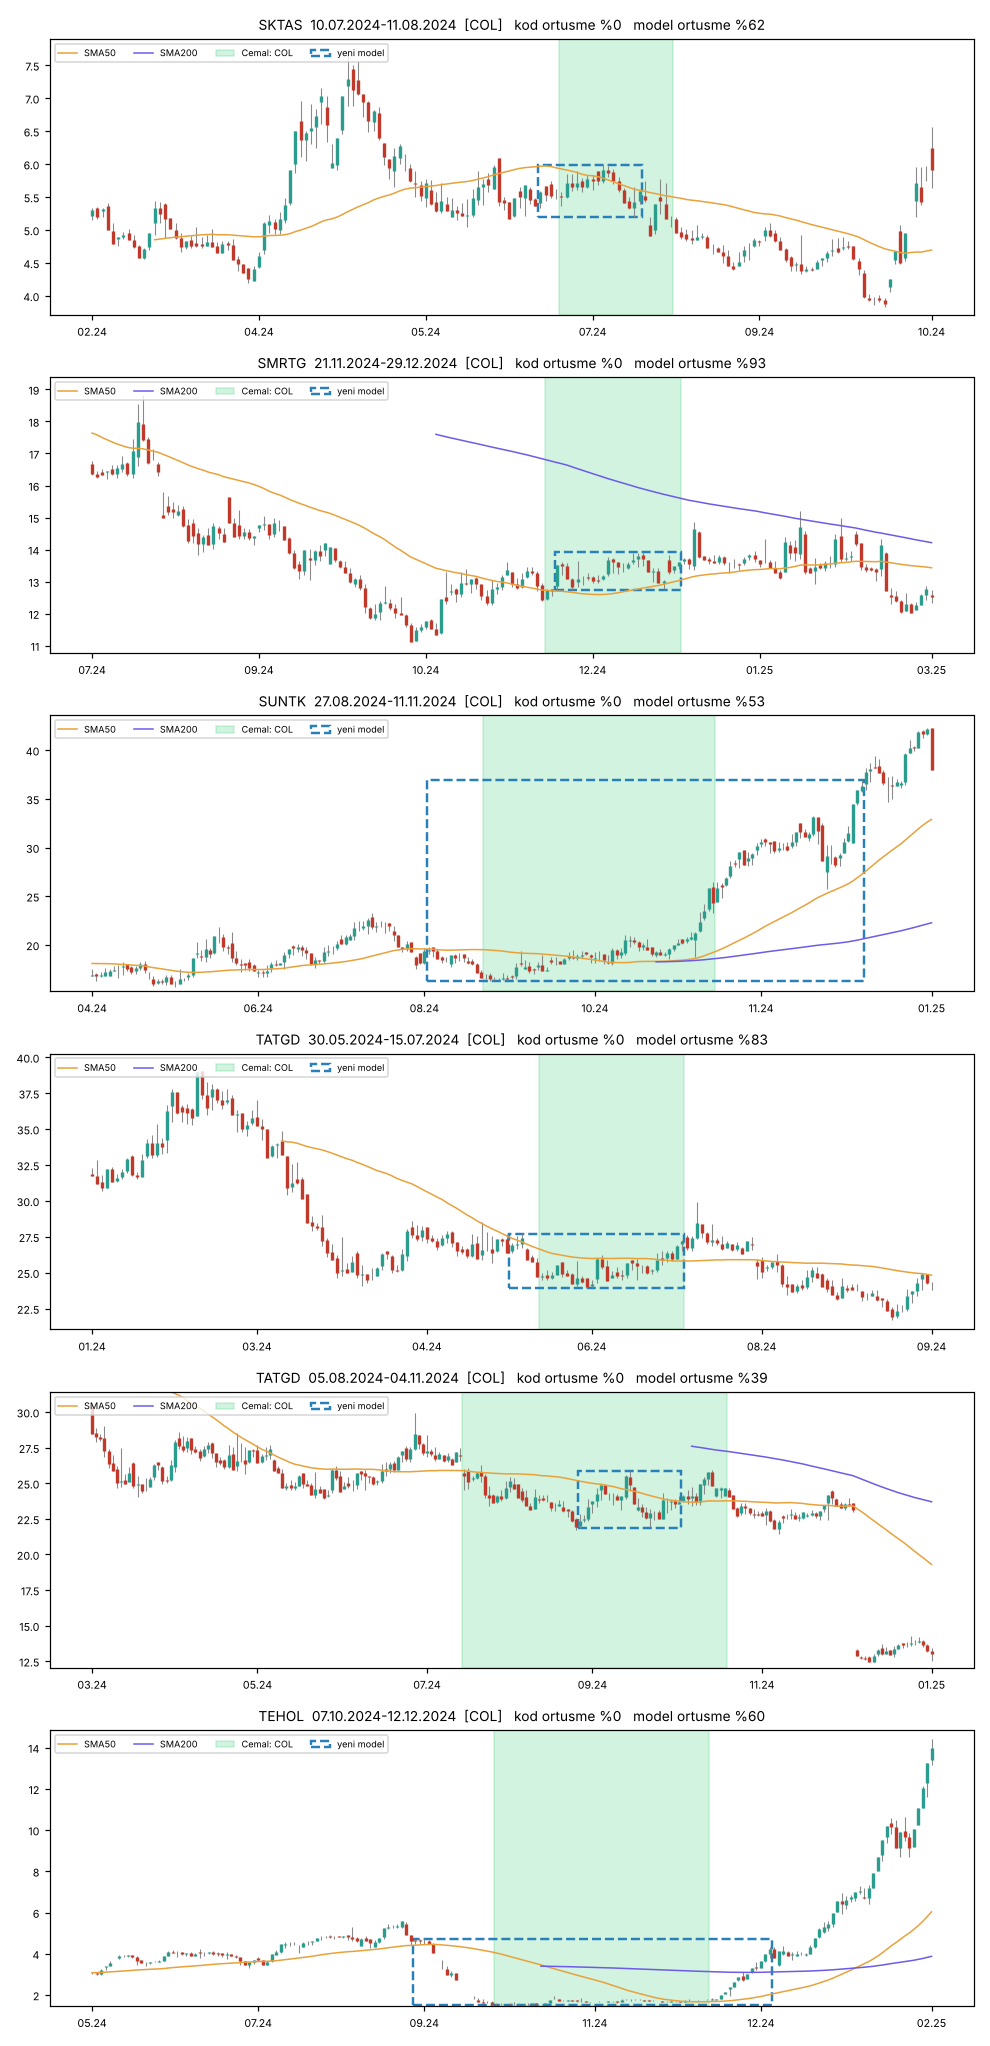 SKTAS 10.07.2024-11.08.2024 [COL] kod ortusme %0 model ortusme %62
SMA50 SMA200 Cemal: COL yeni model
7.5
7.0
6.5
6.0
5.5
5.0
4.5
4.0
02.24 04.24 05.24 07.24 09.24 10.24
SMRTG 21.11.2024-29.12.2024 [COL] kod ortusme %0 model ortusme %93
SMA50 SMA200 Cemal: COL yeni model
19
18
17
16
15
14
13
12
11
07.24 09.24 10.24 12.24 01.25 03.25
SUNTK 27.08.2024-11.11.2024 [COL] kod ortusme %0 model ortusme %53
SMA50 SMA200 Cemal: COL yeni model
40
35
30
25
20
04.24 06.24 08.24 10.24 11.24 01.25
TATGD 30.05.2024-15.07.2024 [COL] kod ortusme %0 model ortusme %83
40.0
SMA50 SMA200 Cemal: COL yeni model
37.5
35.0
32.5
30.0
27.5
25.0
22.5
01.24 03.24 04.24 06.24 08.24 09.24
TATGD 05.08.2024-04.11.2024 [COL] kod ortusme %0 model ortusme %39
SMA50 SMA200 Cemal: COL yeni model
30.0
27.5
25.0
22.5
20.0
17.5
15.0
12.5
03.24 05.24 07.24 09.24 11.24 01.25
TEHOL 07.10.2024-12.12.2024 [COL] kod ortusme %0 model ortusme %60
SMA50 SMA200 Cemal: COL yeni model
14
12
10
8
6
4
2
05.24 07.24 09.24 11.24 12.24 02.25